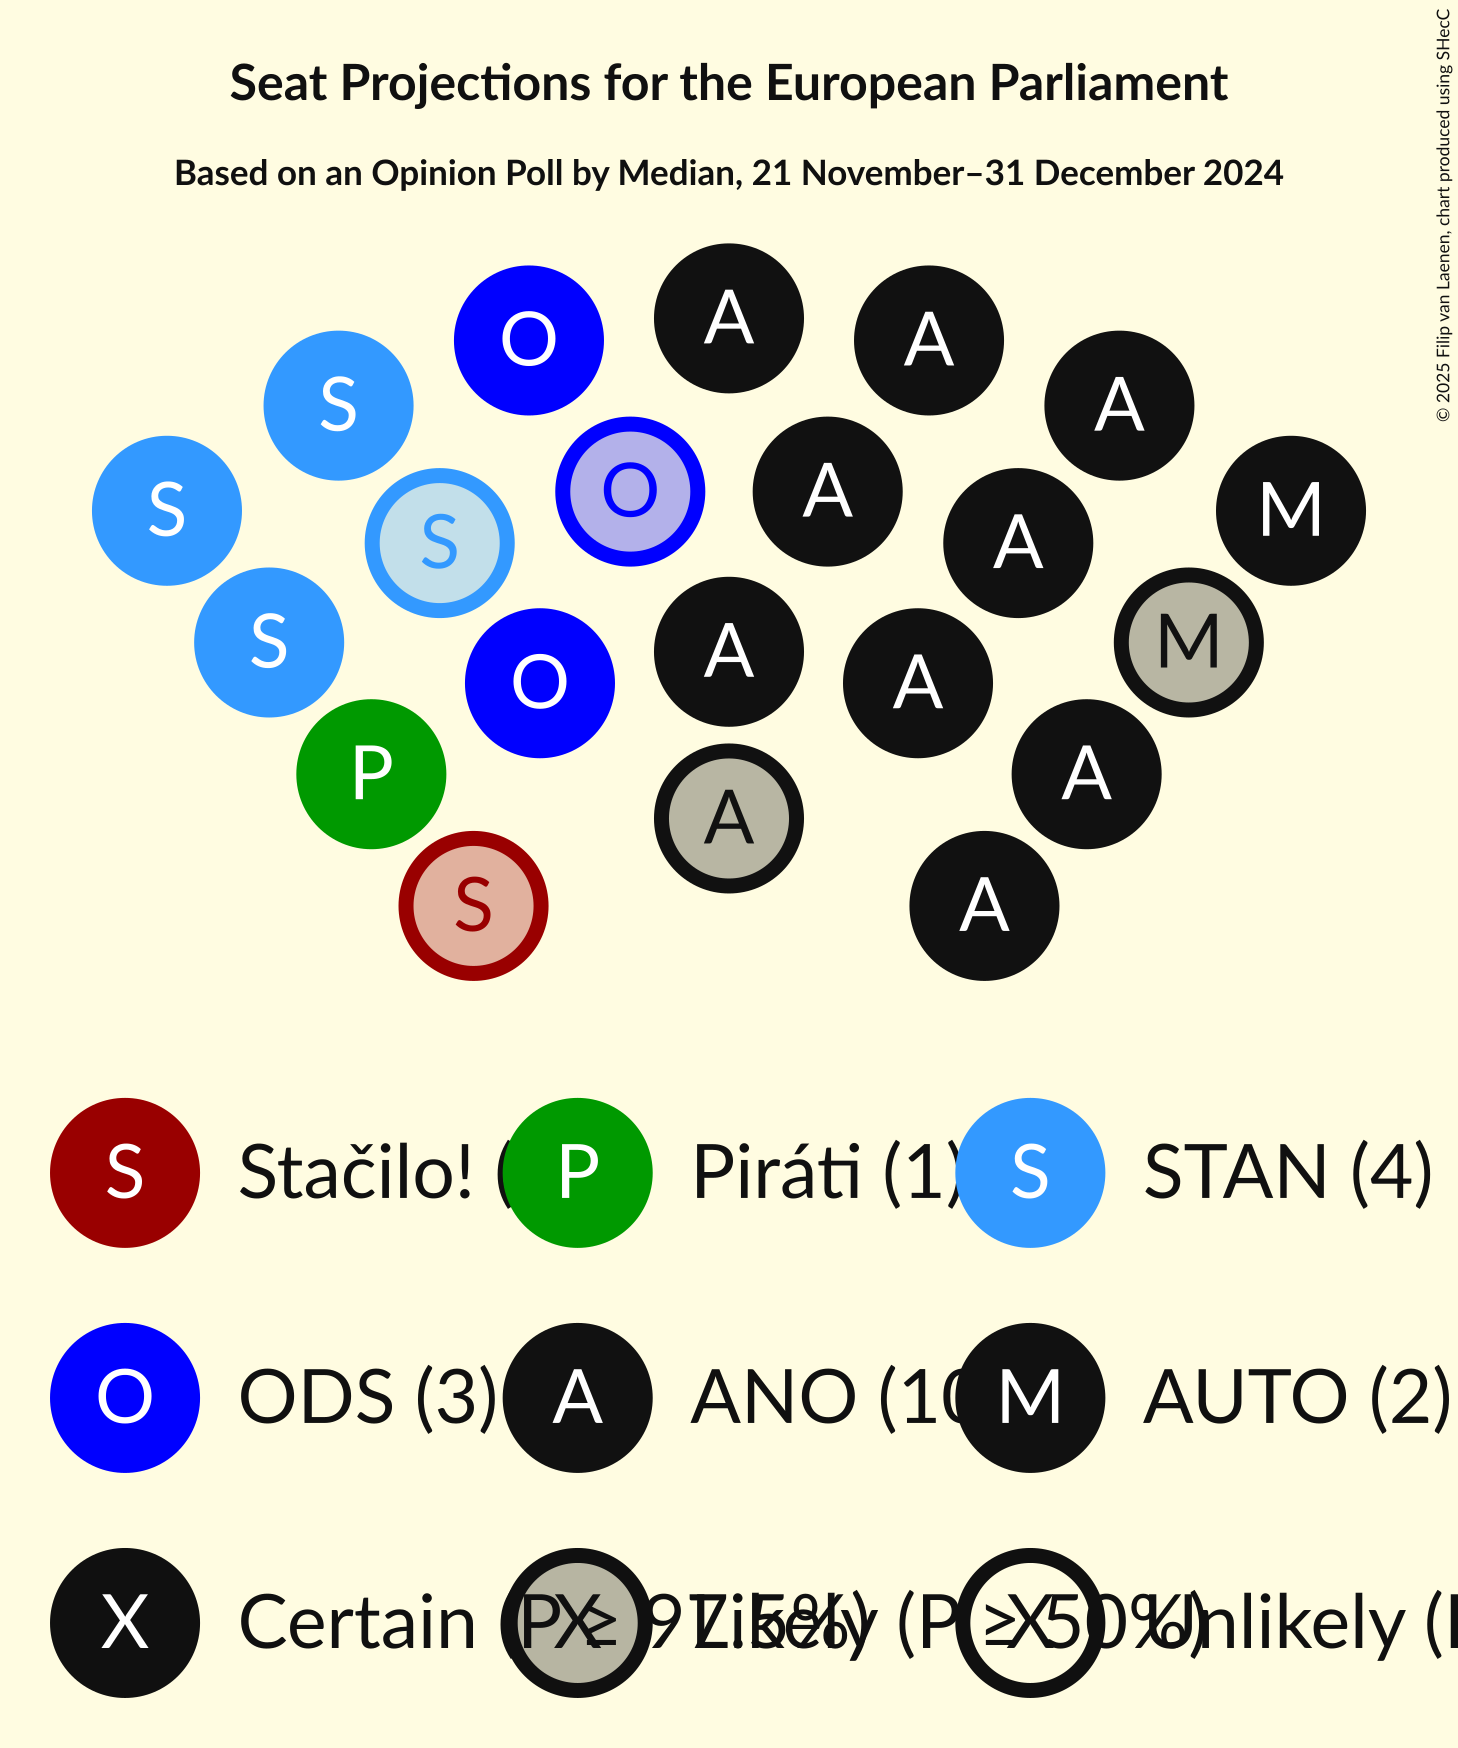 Seat Projections for the European Parliament
Based on an Opinion Poll by Median, 21 November–31 December 2024
© 2025 Filip van Laenen, chart produced using SHecC
A
O A
S A
S O A M
S A
S M
A
O A
P A
A
S A
S Stačilo! ( P Piráti (1) S STAN (4)
O ODS (3) A ANO (10 M AUTO (2)
X Certain (P ≥ 97.5%) X Likely (P ≥ 50%) X Unlikely (